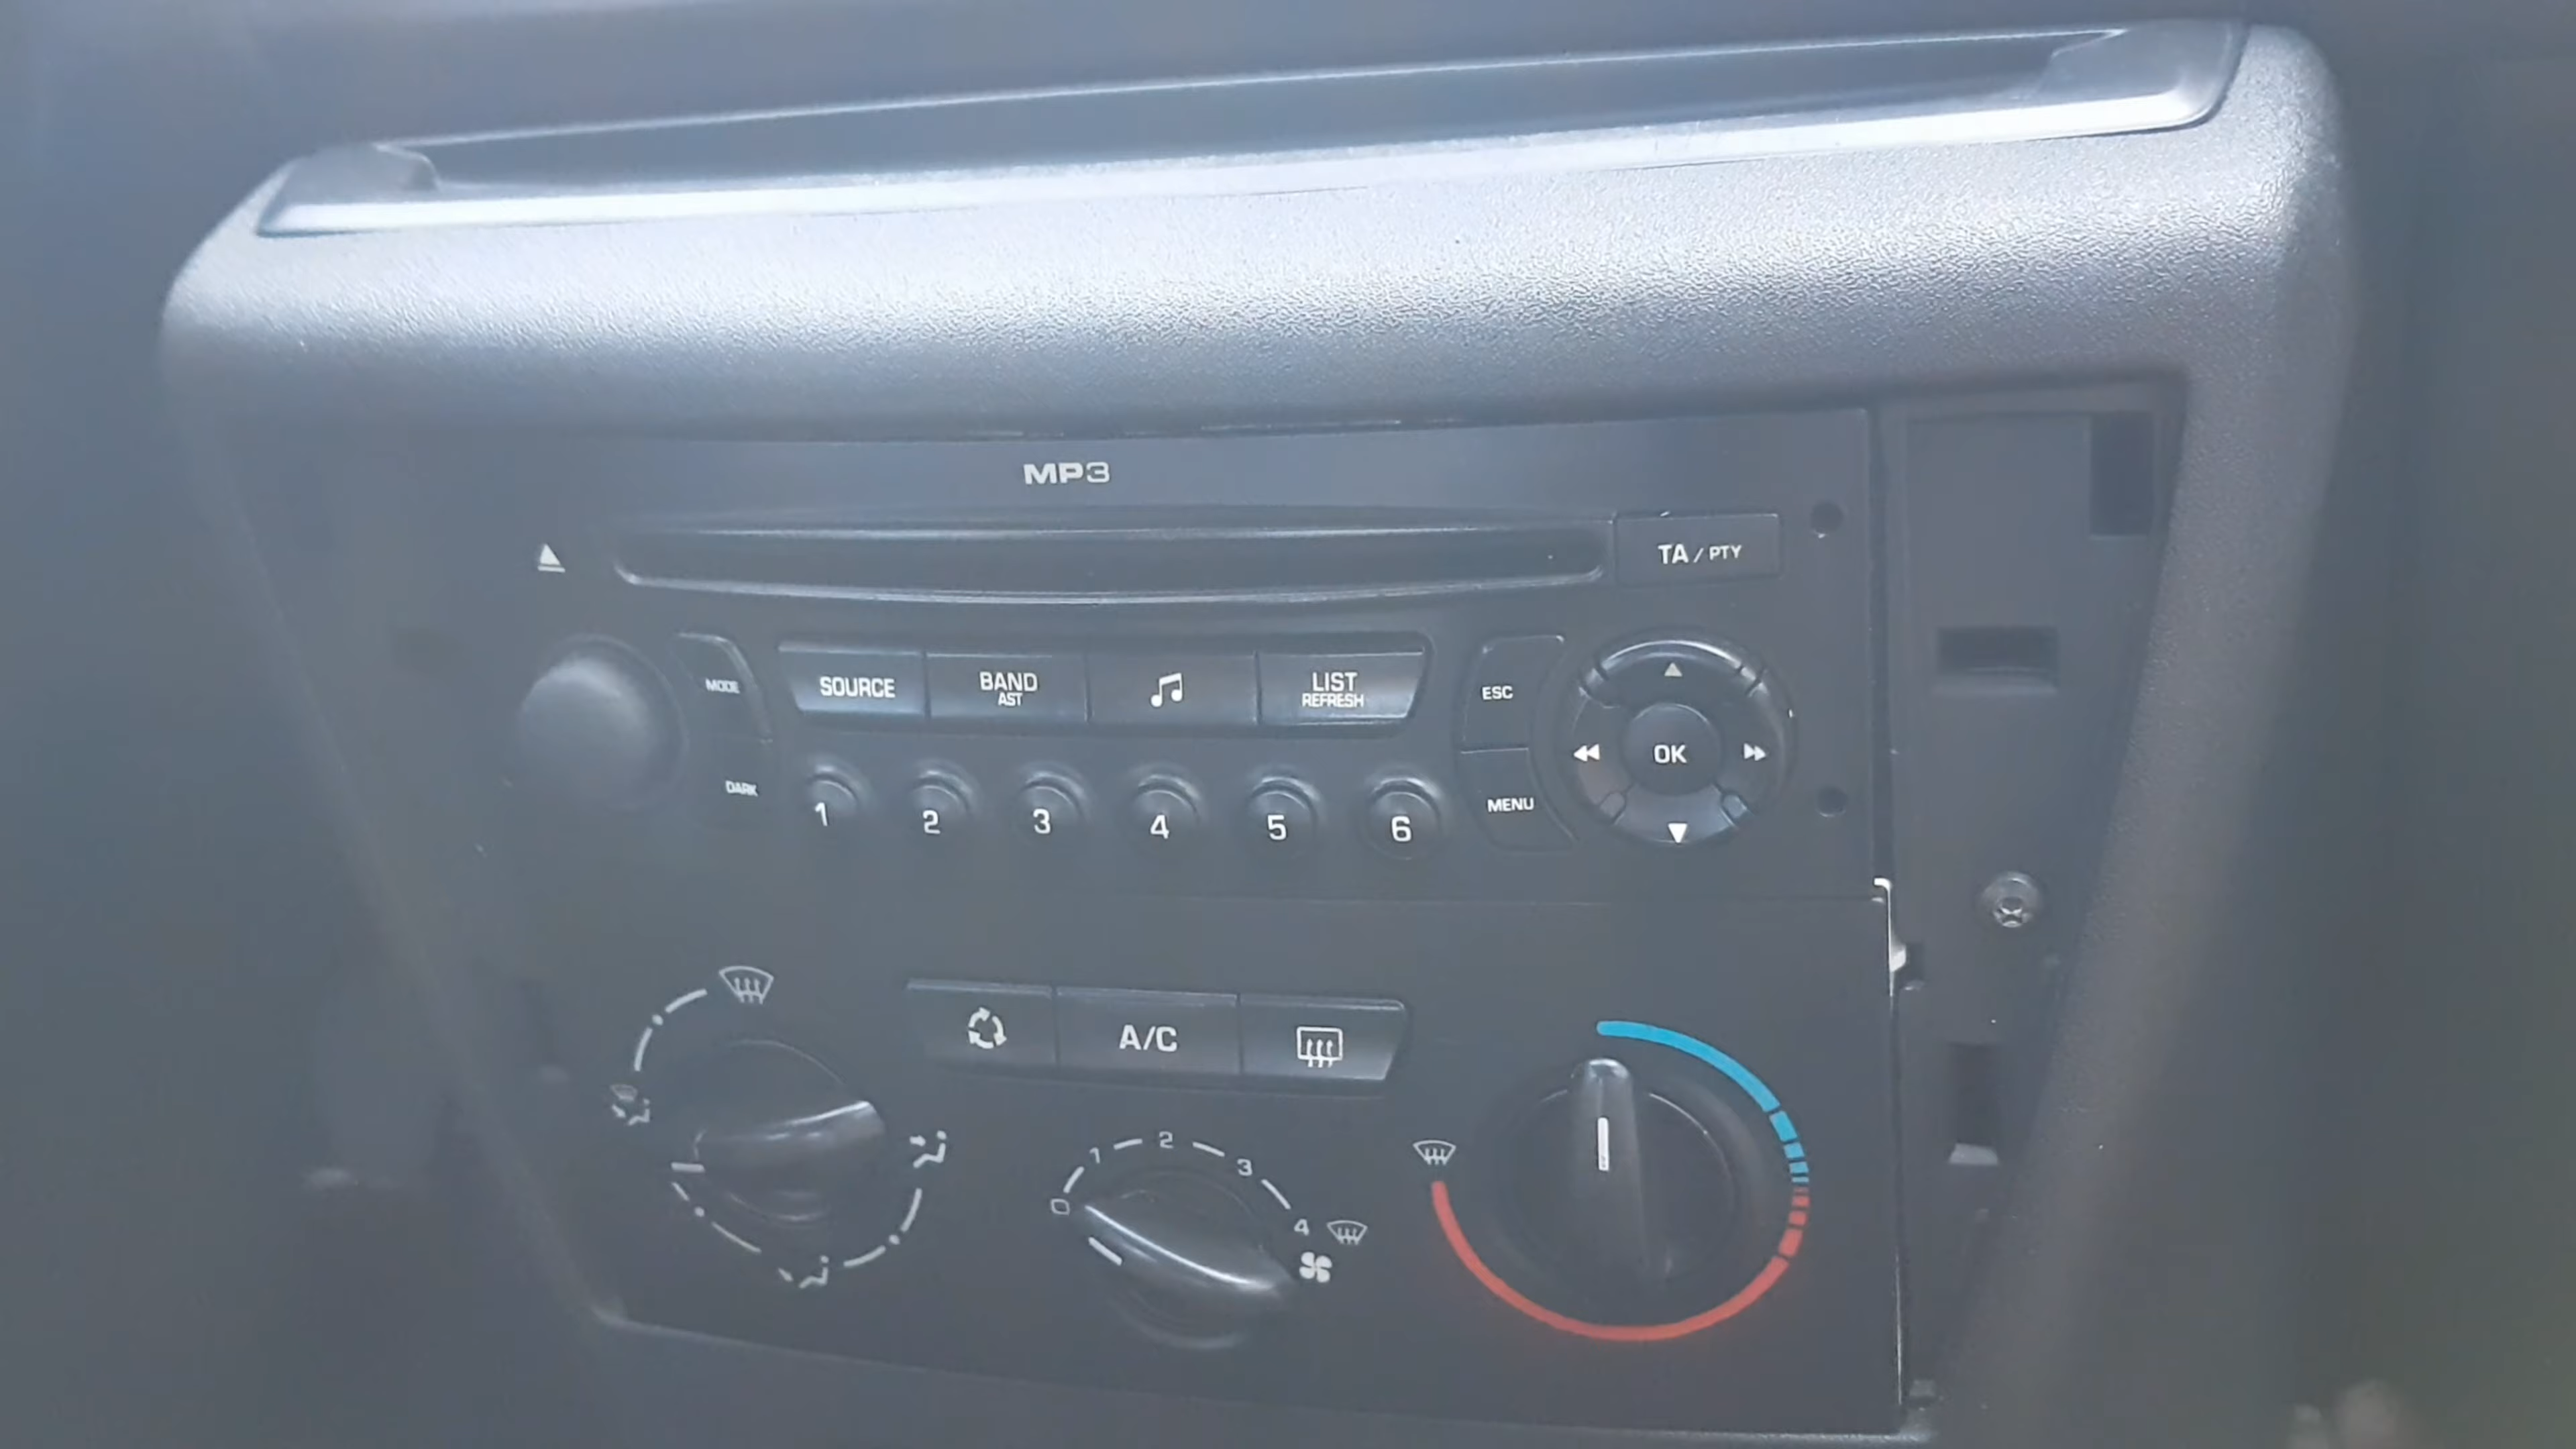 MP3
TA / PTY
MODE
SOURCE
BAND
AST
LIST
REFRESH
ESC
OK
DARK
1 2 3 4 5 6
MENU
A/C
0 1 2 3 4